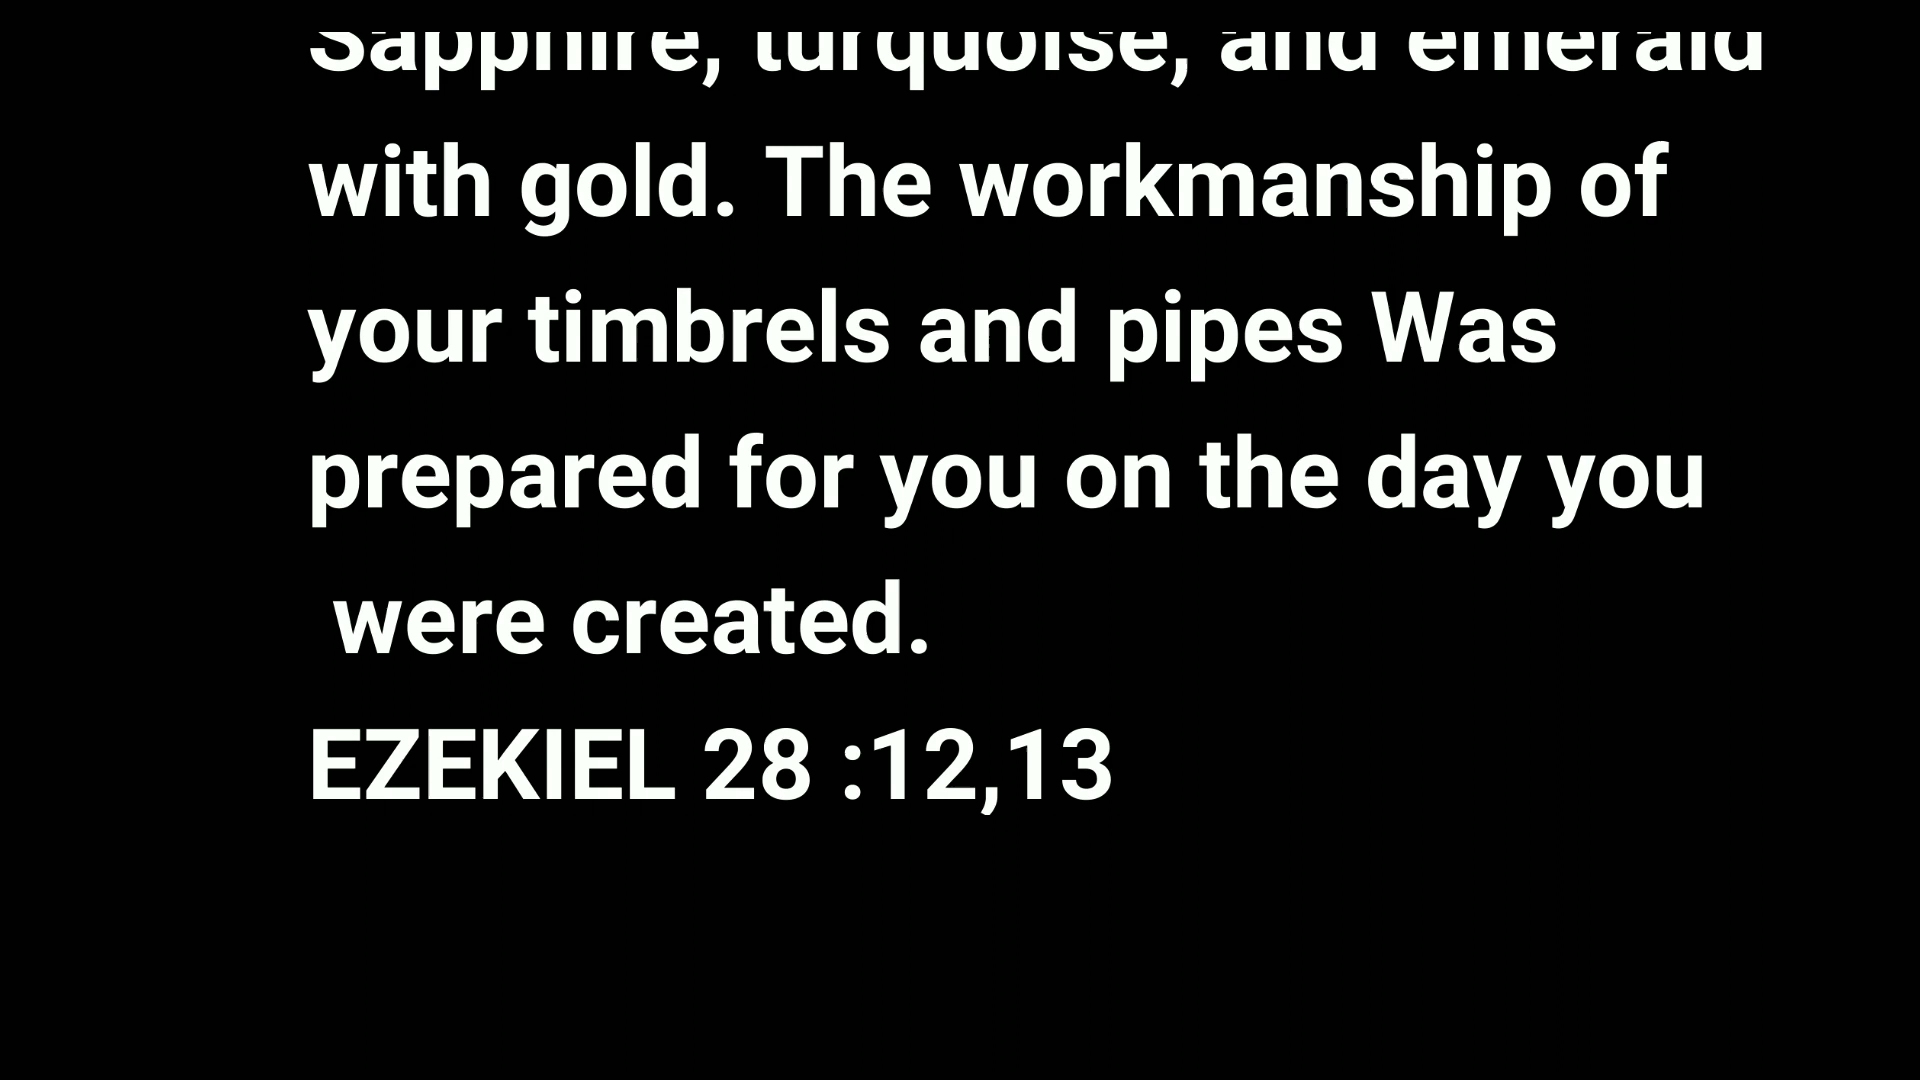 Sapphire, turquoise, and emerald
with gold. The workmanship of
your timbrels and pipes Was
prepared for you on the day you
were created.
EZEKIEL 28 :12,13